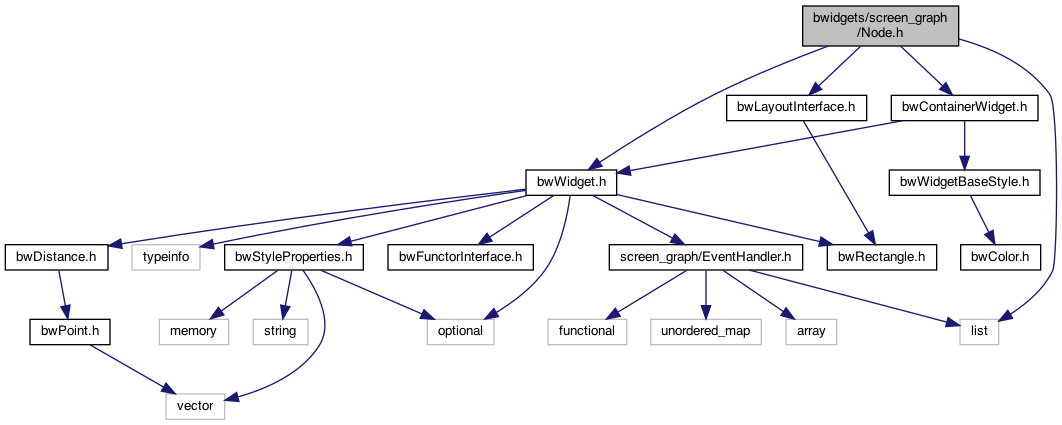 bwidgets/screen_graph
/Node.h
bwLayoutInterface.h
bwContainerWidget.h
bwWidget.h
bwWidgetBaseStyle.h
bwDistance.h
typeinfo
bwStyleProperties.h
bwFunctorInterface.h
screen_graph/EventHandler.h
bwRectangle.h
bwColor.h
bwPoint.h
memory
string
optional
functional
unordered_map
array
list
vector